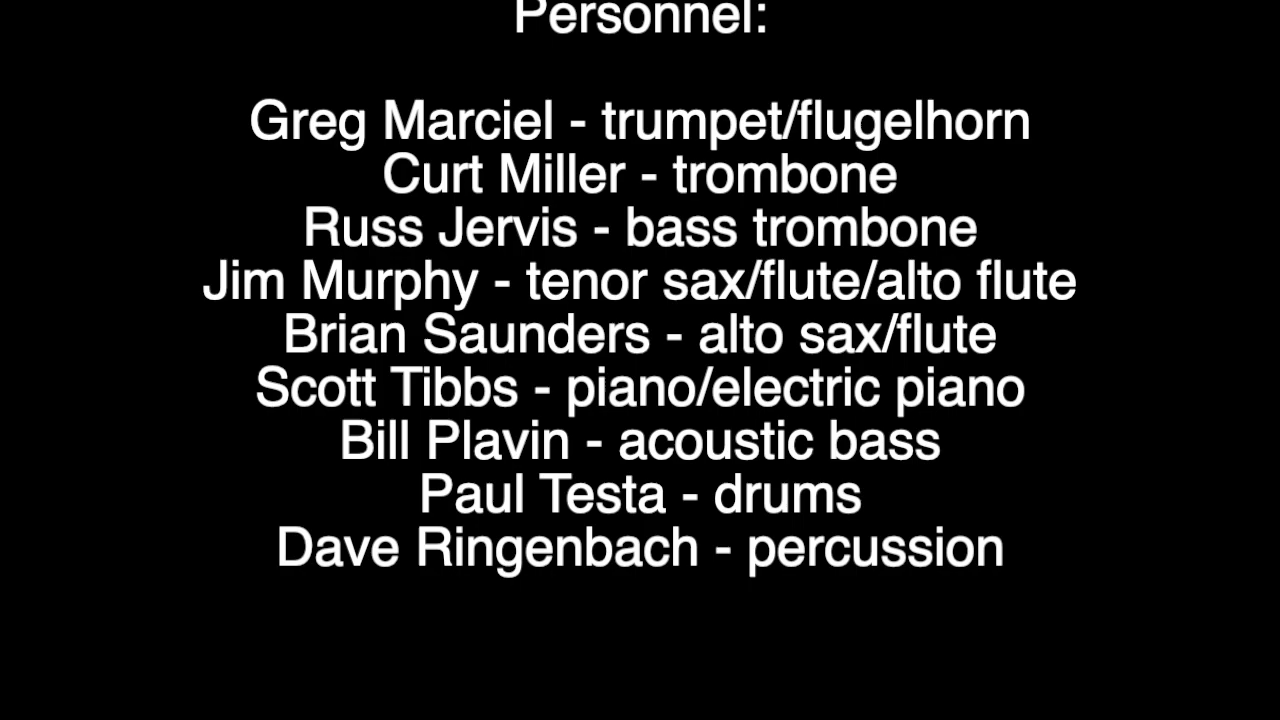 Personnel:
Greg Marciel - trumpet/flugelhorn
Curt Miller - trombone
Russ Jervis - bass trombone
Jim Murphy - tenor sax/flute/alto flute
Brian Saunders - alto sax/flute
Scott Tibbs - piano/electric piano
Bill Plavin - acoustic bass
Paul Testa - drums
Dave Ringenbach - percussion